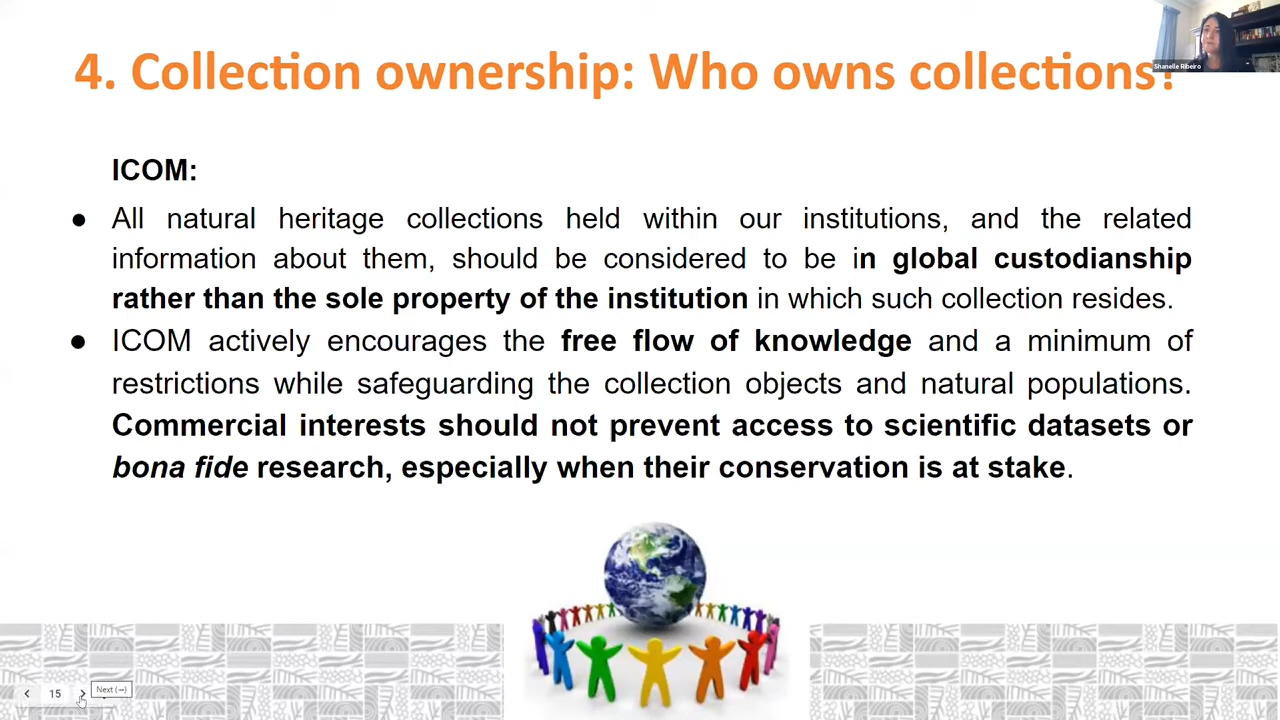 4. Collection ownership: Who owns collections?
Shanelle Ribeiro
ICOM:
● All natural heritage collections held within our institutions, and the related
information about them, should be considered to be in global custodianship
rather than the sole property of the institution in which such collection resides.
● ICOM actively encourages the free flow of knowledge and a minimum of
restrictions while safeguarding the collection objects and natural populations.
Commercial interests should not prevent access to scientific datasets or
bona fide research, especially when their conservation is at stake.
Next (→)
15